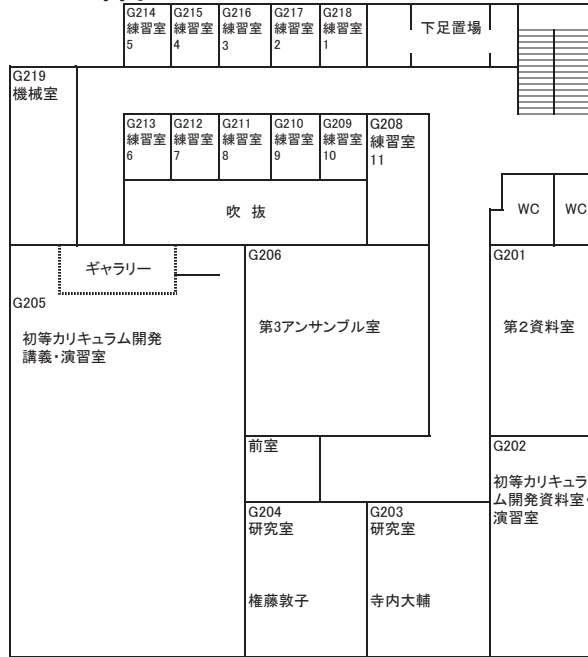 G214
練習室
5
G215
練習室
4
G216
練習室
3
G217
練習室
2
G218
練習室
1
下足置場
G219
機械室
G213
練習室
6
G212
練習室
7
G211
練習室
8
G210
練習室
9
G209
練習室
10
G208
練習室
11
吹 抜
WC
WC
ギャラリー
G205
初等カリキュラム開発
講義・演習室
G206
第3アンサンブル室
G201
第2資料室
前室
G202
初等カリキュラ
ム開発資料室・
演習室
G204
研究室
権藤敦子
G203
研究室
寺内大輔